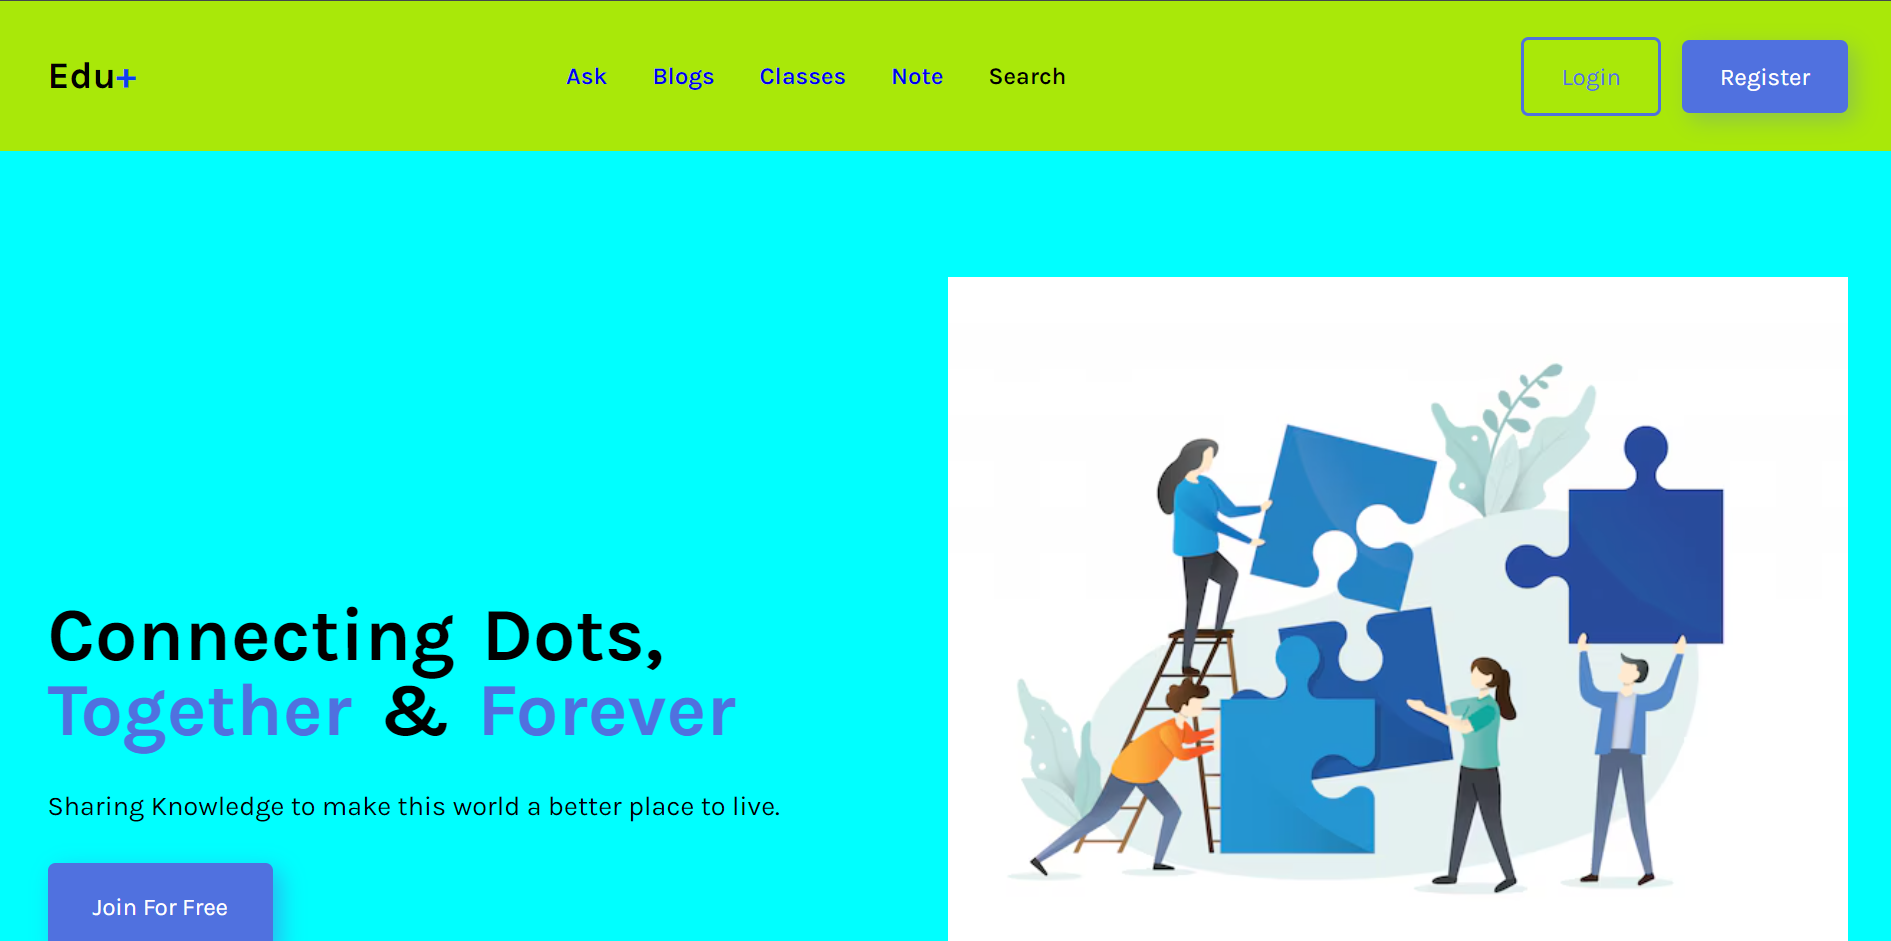 Edu+
Ask Blogs Classes Note Search
Login Register
Connecting Dots,
Together & Forever
Sharing Knowledge to make this world a better place to live.
Join For Free